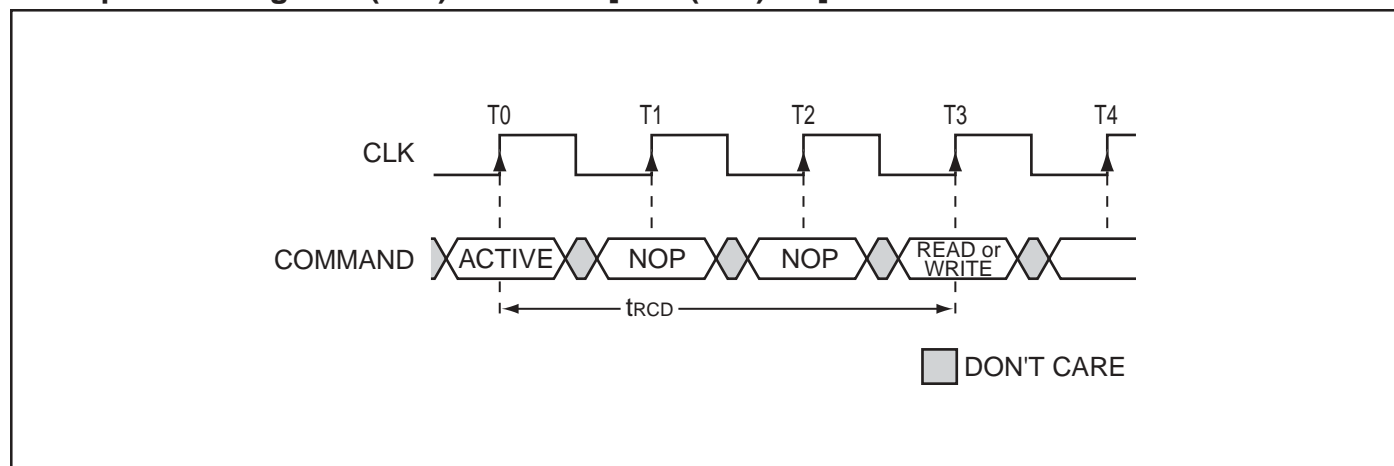 T0 T1 T2 T3 T4
CLK
COMMAND ACTIVE NOP NOP READ or
WRITE
tRCD
DON'T CARE